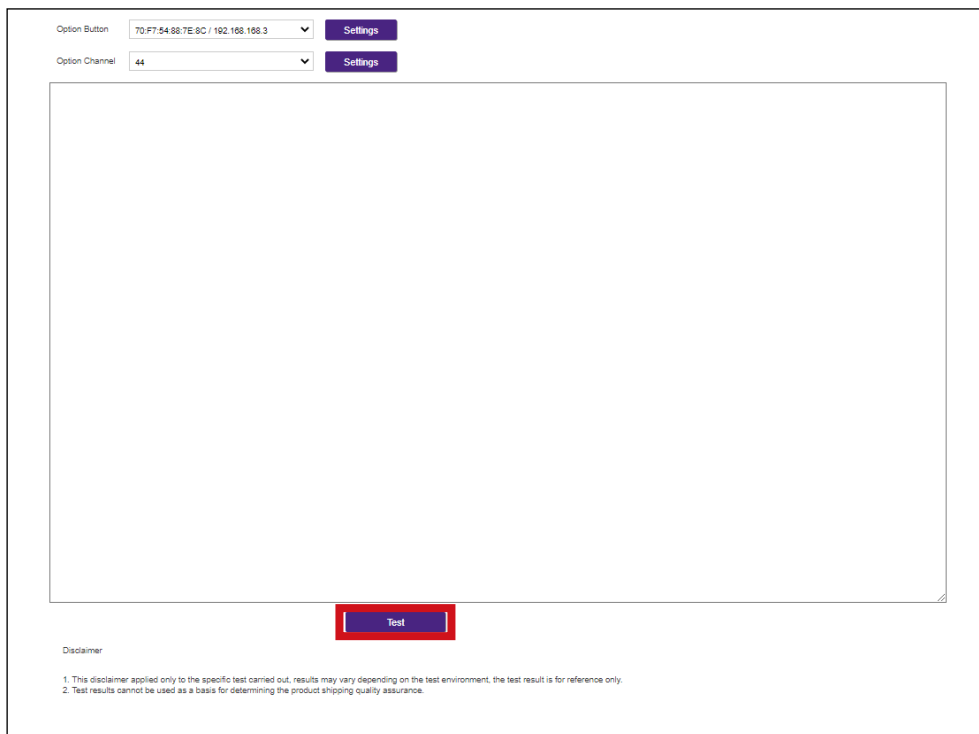 Option Button 70:F7:54:88:7E:8C / 192.168.168.3 Settings
Option Channel 44 Settings
Test
Disclaimer
1. This disclaimer applied only to the specific test carried out, results may vary depending on the test environment, the test result is for reference only.
2. Test results cannot be used as a basis for determining the product shipping quality assurance.